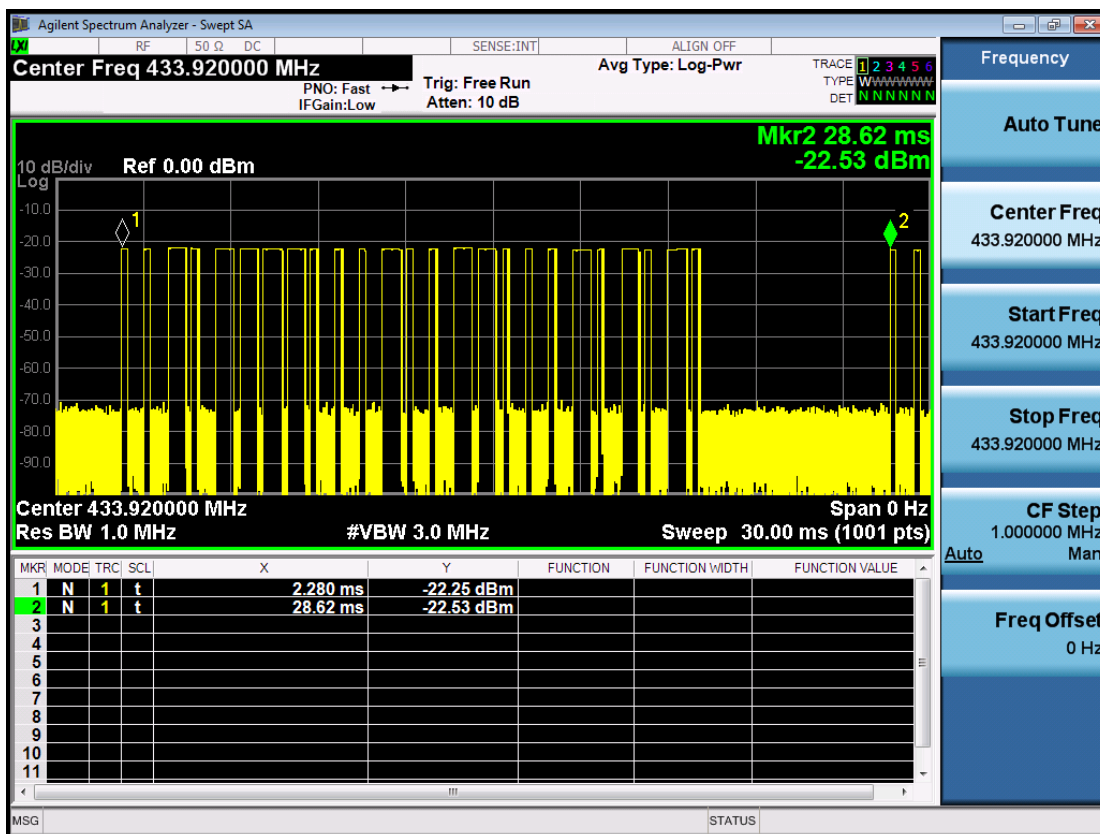 Agilent Spectrum Analyzer - Swept SA
LXI RF 50 Ω DC SENSE:INT ALIGN OFF
Center Freq 433.920000 MHz
PNO: Fast
IFGain:Low
Trig: Free Run
Atten: 10 dB
Avg Type: Log-Pwr
TRACE 1 2 3 4 5 6
TYPE W W W W W W
DET N N N N N N
Mkr2 28.62 ms
-22.53 dBm
10 dB/div Ref 0.00 dBm
Log
-10.0
-20.0
-30.0
-40.0
-50.0
-60.0
-70.0
-80.0
-90.0
1
2
Center 433.920000 MHz Span 0 Hz
Res BW 1.0 MHz #VBW 3.0 MHz Sweep 30.00 ms (1001 pts)
MKR MODE TRC SCL X Y FUNCTION FUNCTION WIDTH FUNCTION VALUE
1 N 1 t 2.280 ms -22.25 dBm
2 N 1 t 28.62 ms -22.53 dBm
3
4
5
6
7
8
9
10
11
MSG STATUS
Frequency
Auto Tune
Center Freq
433.920000 MHz
Start Freq
433.920000 MHz
Stop Freq
433.920000 MHz
CF Step
1.000000 MHz
Auto Man
Freq Offset
0 Hz